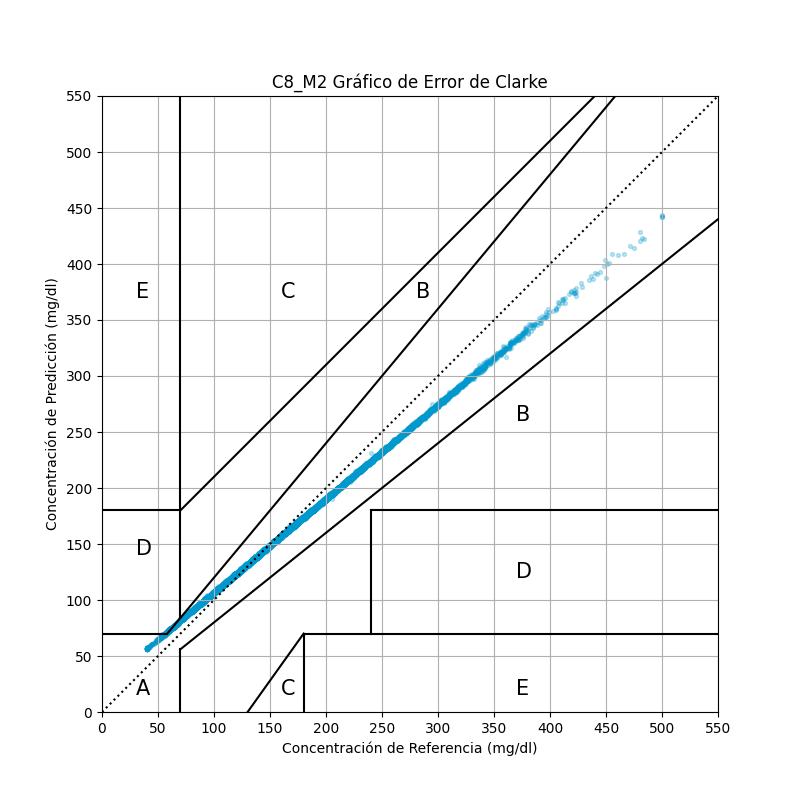 C8_M2 Gráfico de Error de Clarke
Concentración de Predicción (mg/dl)
550
500
450
400
350
300
250
200
150
100
50
0
E
C
B
B
D
D
A
C
E
0 50 100 150 200 250 300 350 400 450 500 550
Concentración de Referencia (mg/dl)